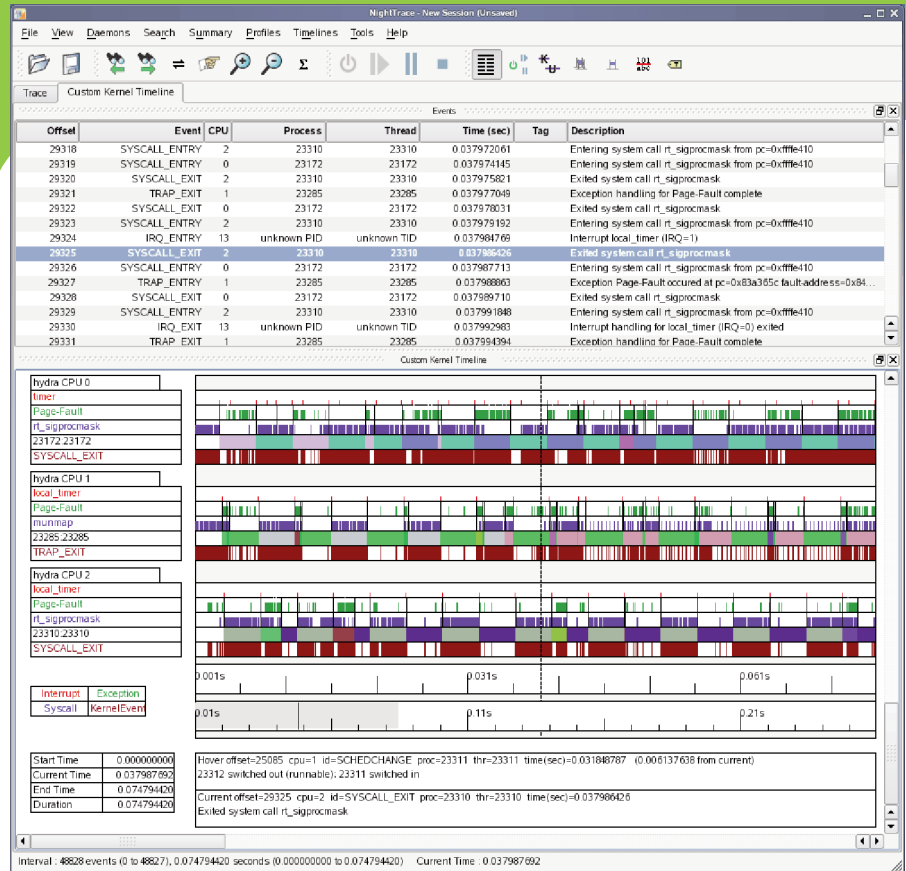 NightTrace - New Session (Unsaved)
File View Daemons Search Summary Profiles Timelines Tools Help
Trace Custom Kernel Timeline
Events
Offset Event CPU Process Thread Time (sec) Tag Description
29318 SYSCALL_ENTRY 2 23310 23310 0.037972061 Entering system call rt_sigprocmask from pc=0xffffe410
29319 SYSCALL_ENTRY 0 23172 23172 0.037974145 Entering system call rt_sigprocmask from pc=0xffffe410
29320 SYSCALL_EXIT 2 23310 23310 0.037975821 Exited system call rt_sigprocmask
29321 TRAP_EXIT 1 23285 23285 0.037977049 Exception handling for Page-Fault complete
29322 SYSCALL_EXIT 0 23172 23172 0.037978031 Exited system call rt_sigprocmask
29323 SYSCALL_ENTRY 2 23310 23310 0.037979192 Entering system call rt_sigprocmask from pc=0xffffe410
29324 IRQ_ENTRY 13 unknown PID unknown TID 0.037984769 Interrupt local_timer (IRQ=1)
29325 SYSCALL_EXIT 2 23310 23310 0.037986426 Exited system call rt_sigprocmask
29326 SYSCALL_ENTRY 0 23172 23172 0.037987713 Entering system call rt_sigprocmask from pc=0xffffe410
29327 TRAP_ENTRY 1 23285 23285 0.037988863 Exception Page-Fault occured at pc=0x83a365c fault-address=0x84...
29328 SYSCALL_EXIT 0 23172 23172 0.037989710 Exited system call rt_sigprocmask
29329 SYSCALL_ENTRY 2 23310 23310 0.037991848 Entering system call rt_sigprocmask from pc=0xffffe410
29330 IRQ_EXIT 13 unknown PID unknown TID 0.037992983 Interrupt handling for local_timer (IRQ=0) exited
29331 TRAP EXIT 1 23285 23285 0.037994394 Exception handling for Page-Fault complete
Custom Kernel Timeline
hydra CPU 0
timer
Page-Fault
rt_sigprocmask
23172:23172
SYSCALL_EXIT
hydra CPU 1
local_timer
Page-Fault
munmap
23285:23285
TRAP_EXIT
hydra CPU 2
local_timer
Page-Fault
rt_sigprocmask
23310:23310
SYSCALL_EXIT
0.001s 0.031s 0.061s
Interrupt Exception
Syscall KernelEvent
0.01s 0.11s 0.21s
Start Time 0.000000000
Current Time 0.037987692
End Time 0.074794420
Duration 0.074794420
Hover offset=25085 cpu=1 id=SCHEDCHANGE proc=23311 thr=23311 time(sec)=0.031848787 (0.006137638 from current)
23312 switched out (runnable); 23311 switched in
Current offset=29325 cpu=2 id=SYSCALL_EXIT proc=23310 thr=23310 time(sec)=0.037986426
Exited system call rt_sigprocmask
Interval : 48828 events (0 to 48827), 0.074794420 seconds (0.000000000 to 0.074794420) Current Time : 0.037987692